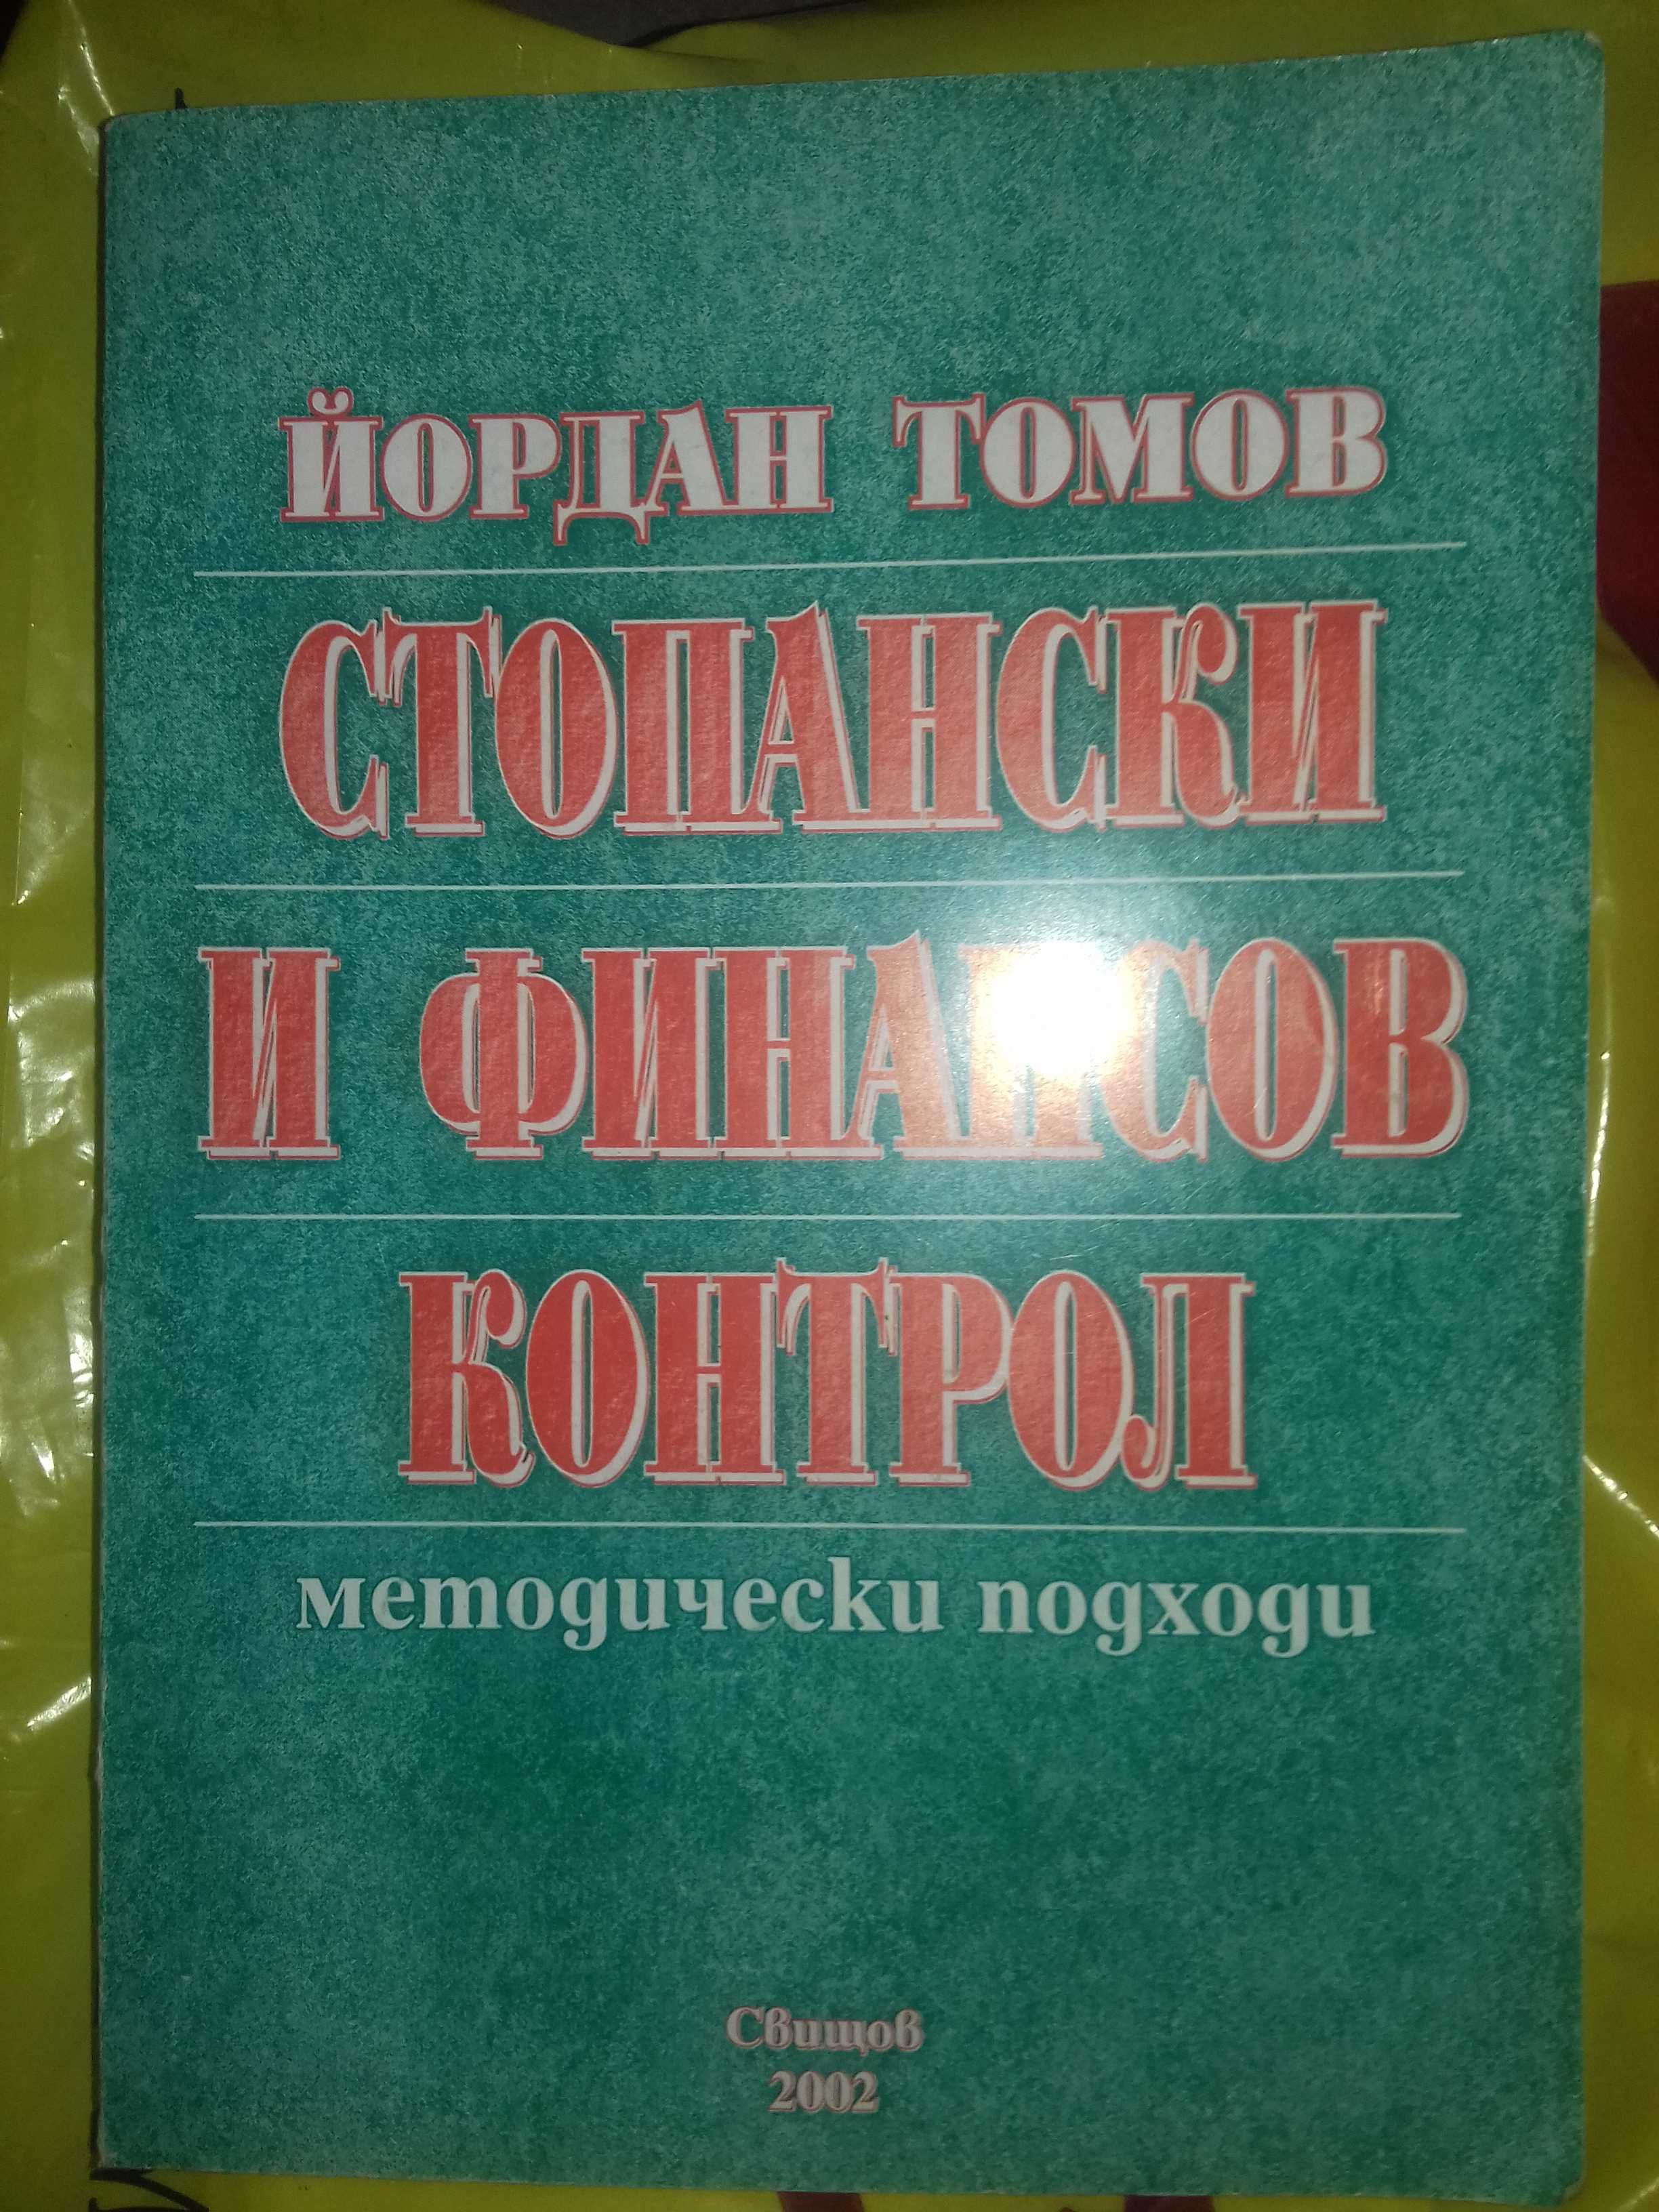 ЙОРДАН ТОМОВ
СТОПАНСКИ
И ФИНАНСОВ
КОНТРОЛ
методически подходи
Свищов
2002